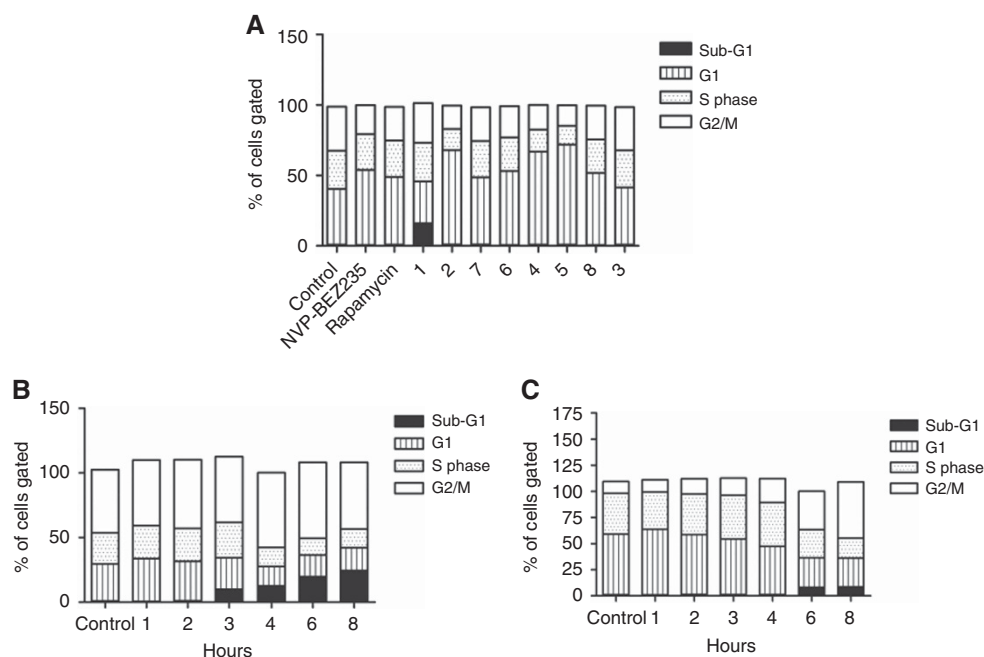 A
150
100
50
0
% of cells gated
Sub-G1
G1
S phase
G2/M
Control
NVP-BEZ235
Rapamycin
1
2
7
6
4
5
8
3
B
150
100
50
0
% of cells gated
Sub-G1
G1
S phase
G2/M
Control 1 2 3 4 6 8
Hours
C
175
150
125
100
75
50
25
0
% of cells gated
Sub-G1
G1
S phase
G2/M
Control 1 2 3 4 6 8
Hours